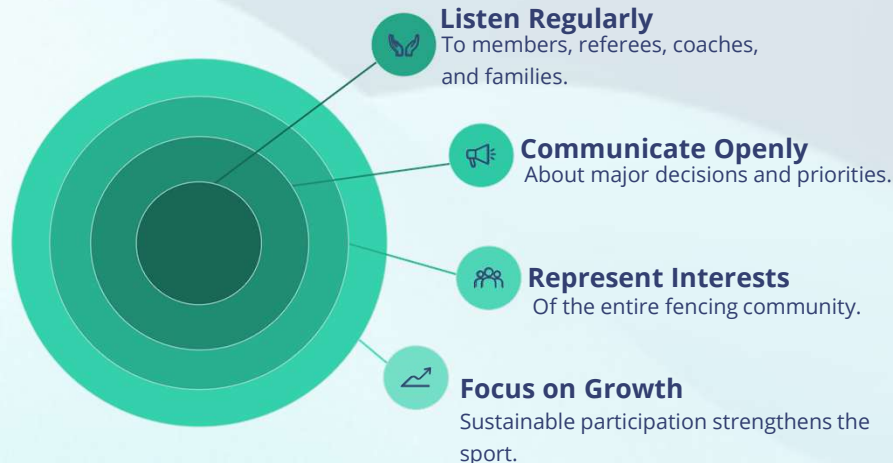 Listen Regularly
To members, referees, coaches,
and families.
Communicate Openly
About major decisions and priorities.
Represent Interests
Of the entire fencing community.
Focus on Growth
Sustainable participation strengthens the
sport.